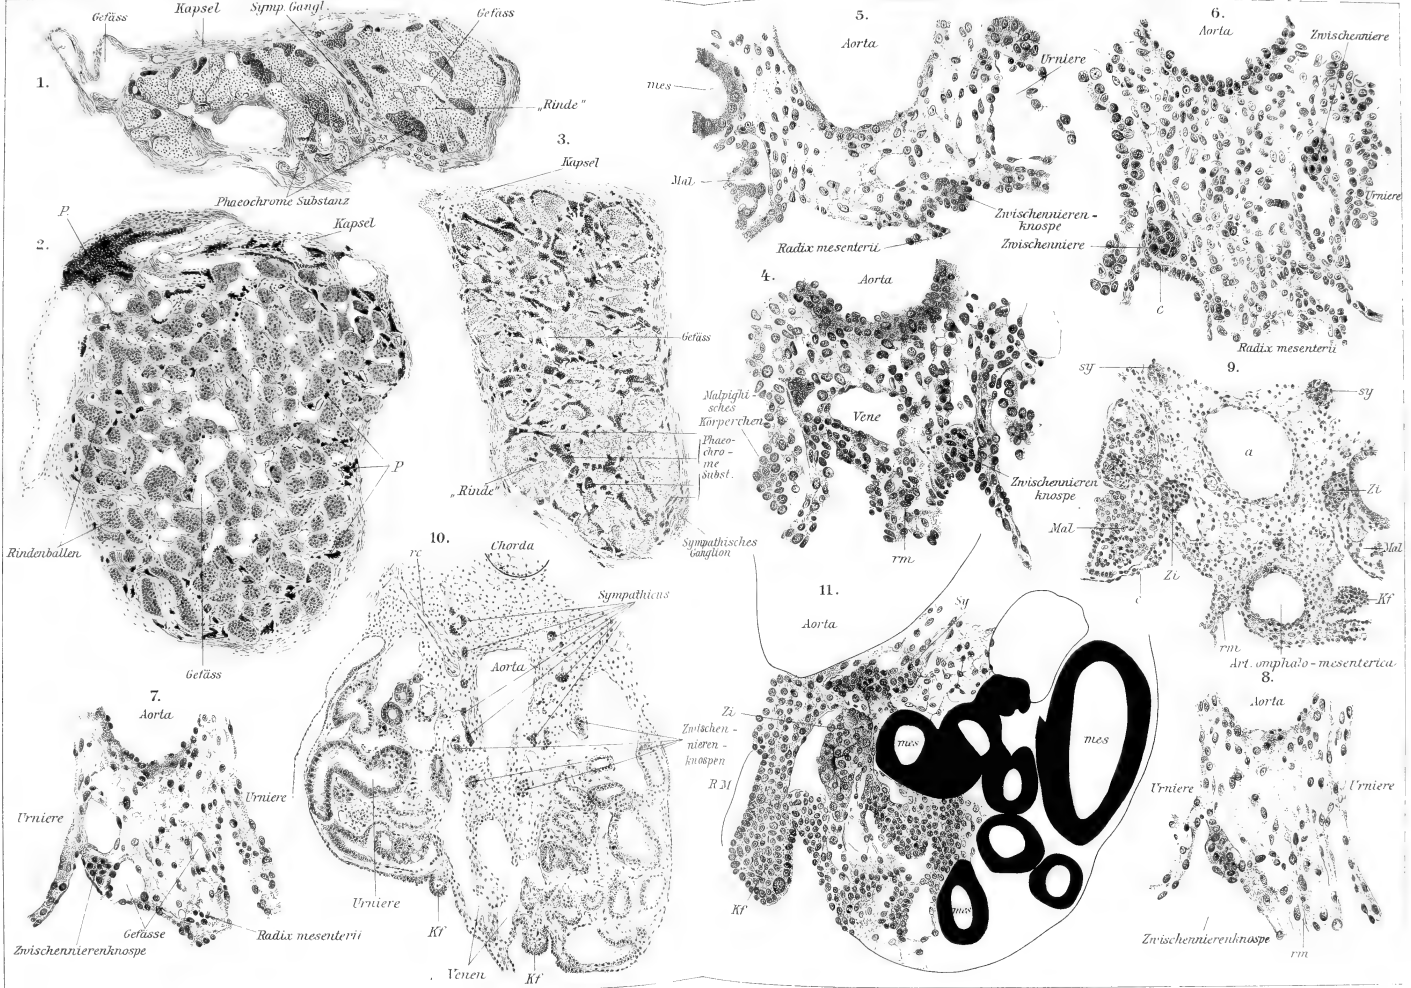 1.
Gefäss
Kapsel
Symp. Gangl.
Gefäss
„Rinde"
Phaeochrome Substanz
2.
P.
Kapsel
P
Rindenballen
Gefäss
3.
Kapsel
Gefäss
Phaeo-
chro-
me
Subst.
„Rinde"
Sympathisches
Ganglion
5.
Aorta
mes
Urniere
Mal
Zwischennieren-
knospe
Radix mesenterii
6.
Aorta
Zwischenniere
Urniere
Zwischenniere
c
Radix mesenterii
4.
Aorta
Malpighi-
sches
Körperchen
Vene
Zwischennieren
knospe
rm
9.
sy
sy
a
Zi
Mal
Mal
Zi
c
Kf
rm
Art. omphalo-mesenterica
7.
Aorta
Urniere
Urniere
Gefässe
Radix mesenterii
Zwischennierenknospe
10.
rc
Chorda
Sympathicus
Aorta
Zwischen-
nieren-
knospen
Urniere
Kf
Venen
Kf
11.
Aorta
Sy
Zi
mes
mes
RM
Kf
mes
8.
Aorta
Urniere
Urniere
Zwischennierenknospe
rm